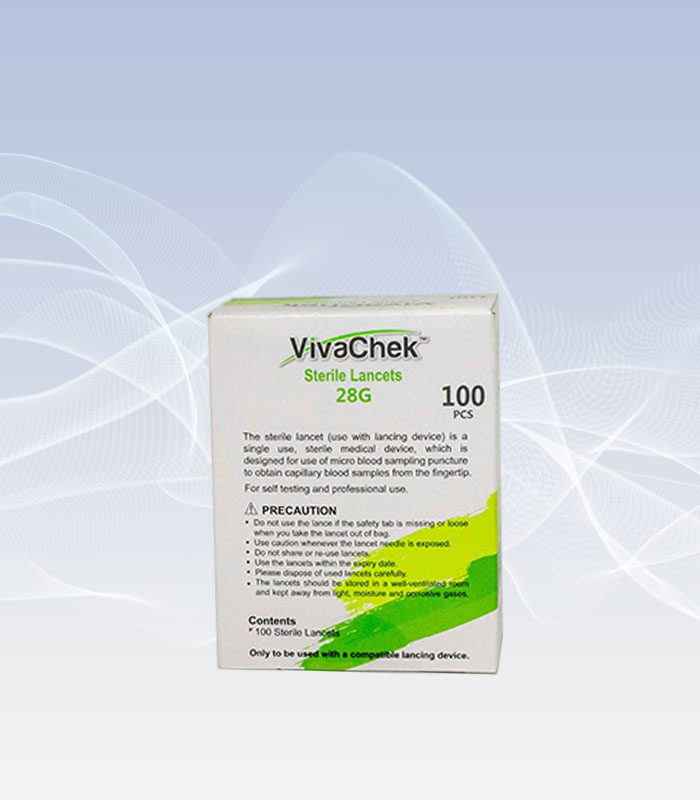 VivaChek™
Sterile Lancets
28G
100
PCS
The sterile lancet (use with lancing device) is a
single use, sterile medical device, which is
designed for use of micro blood sampling puncture
to obtain capillary blood samples from the fingertip.
For self testing and professional use.
PRECAUTION
• Do not use the lance if the safety tab is missing or loose
when you take the lancet out of bag.
• Use caution whenever the lancet needle is exposed.
• Do not share or re-use lancets.
• Use the lancets within the expiry date.
• Please dispose of used lancets carefully.
• The lancets should be stored in a well-ventilated room
and kept away from light, moisture and corrosive gases.
Contents
100 Sterile Lancets
Only to be used with a compatible lancing device.